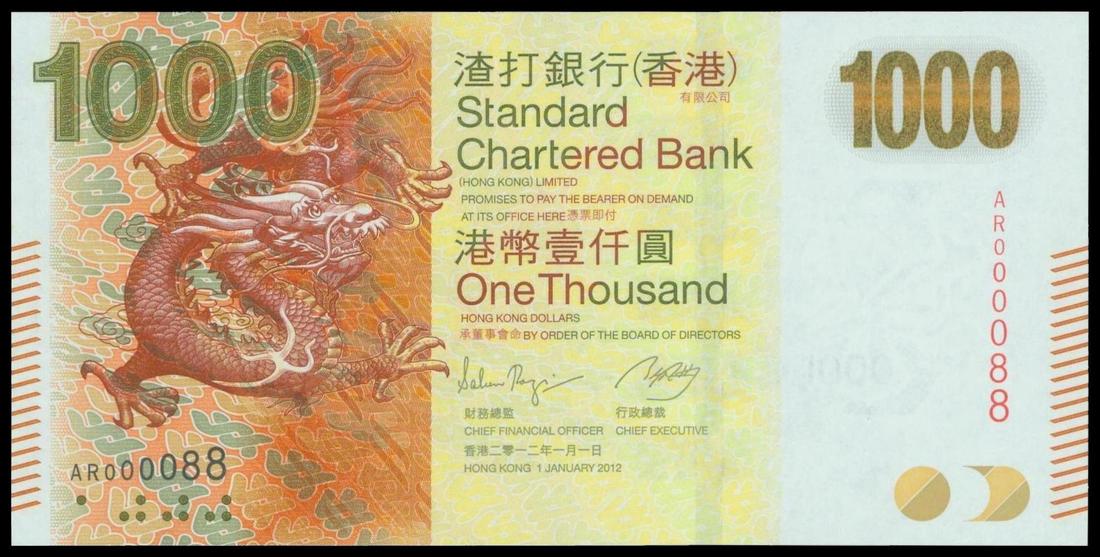 1000
渣打銀行(香港)
有限公司
Standard
Chartered Bank
(HONG KONG) LIMITED
PROMISES TO PAY THE BEARER ON DEMAND
AT ITS OFFICE HERE 憑票即付
港幣壹仟圓
One Thousand
HONG KONG DOLLARS
承董事會命 BY ORDER OF THE BOARD OF DIRECTORS
財務總監 行政總裁
CHIEF FINANCIAL OFFICER CHIEF EXECUTIVE
香港二零一二年一月一日
HONG KONG 1 JANUARY 2012
AR000088
1000
AR000088